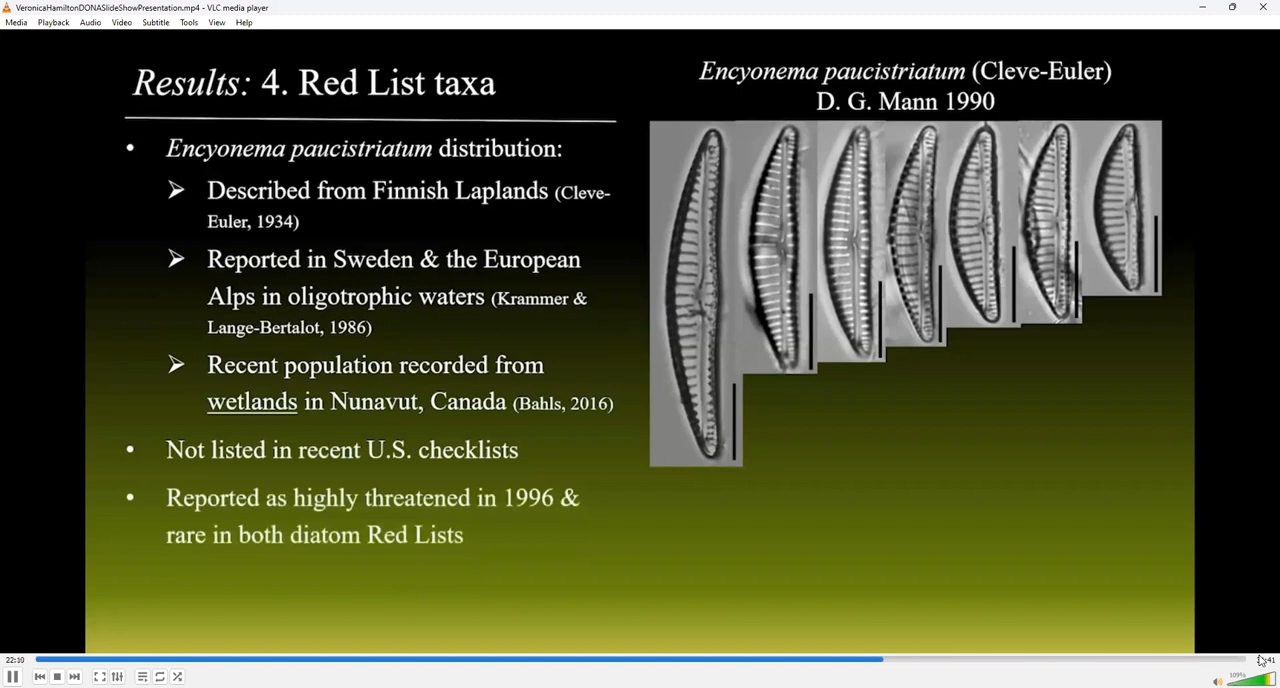 VeronicaHamiltonDONASlideShowPresentation.mp4 - VLC media player
Media Playback Audio Video Subtitle Tools View Help
Results: 4. Red List taxa
• Encyonema paucistriatum distribution:
➤ Described from Finnish Laplands (Cleve-
Euler, 1934)
➤ Reported in Sweden & the European
Alps in oligotrophic waters (Krammer &
Lange-Bertalot, 1986)
➤ Recent population recorded from
wetlands in Nunavut, Canada (Bahls, 2016)
• Not listed in recent U.S. checklists
• Reported as highly threatened in 1996 &
rare in both diatom Red Lists
Encyonema paucistriatum (Cleve-Euler)
D. G. Mann 1990
22:10
109%